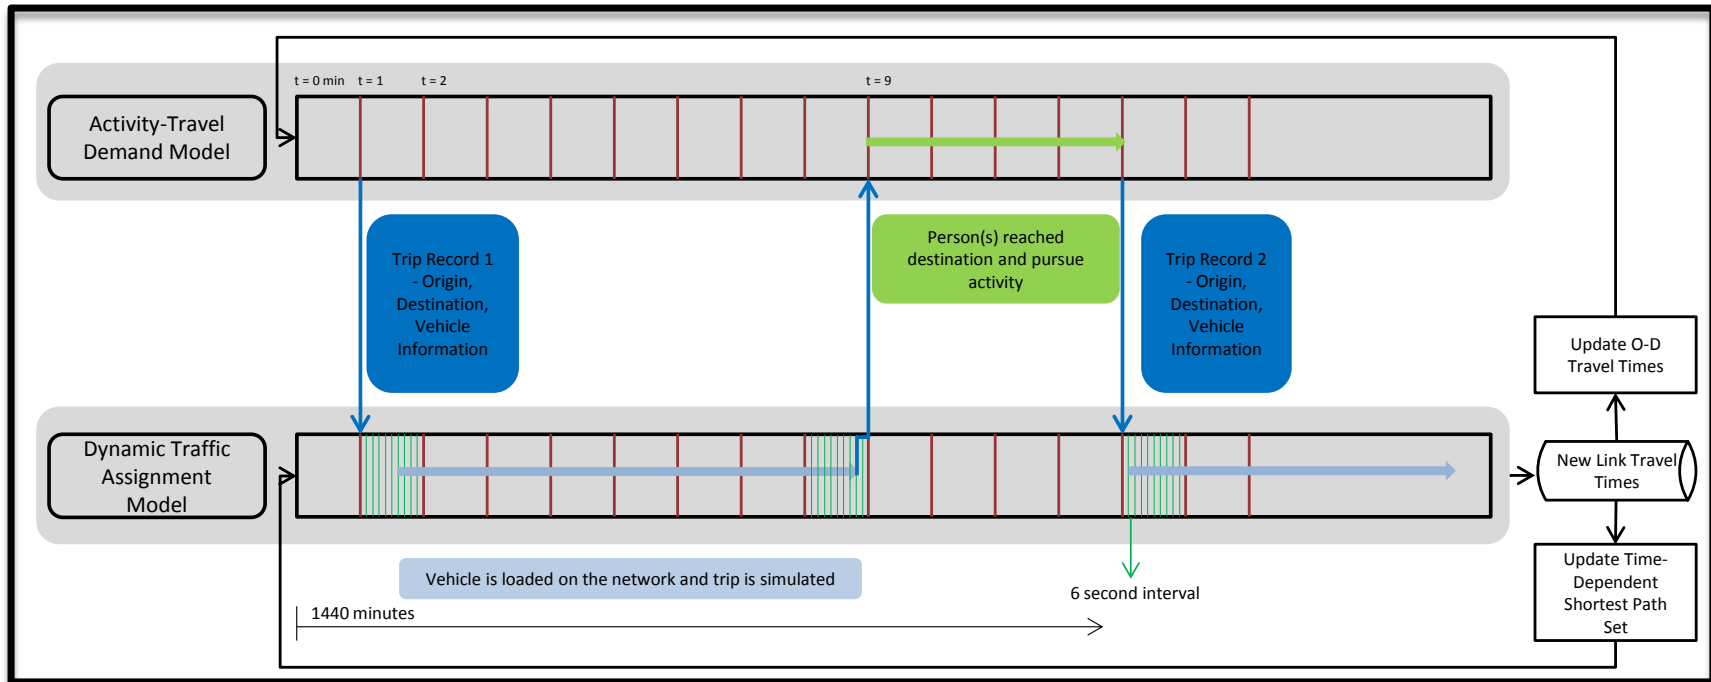 t = 0 min
t = 1
t = 2
t = 9
Activity-Travel
Demand Model
Trip Record 1
- Origin,
Destination,
Vehicle
Information
Person(s) reached
destination and pursue
activity
Trip Record 2
- Origin,
Destination,
Vehicle
Information
Update O-D
Travel Times
Dynamic Traffic
Assignment
Model
New Link Travel
Times
Vehicle is loaded on the network and trip is simulated
6 second interval
1440 minutes
Update Time-
Dependent
Shortest Path
Set